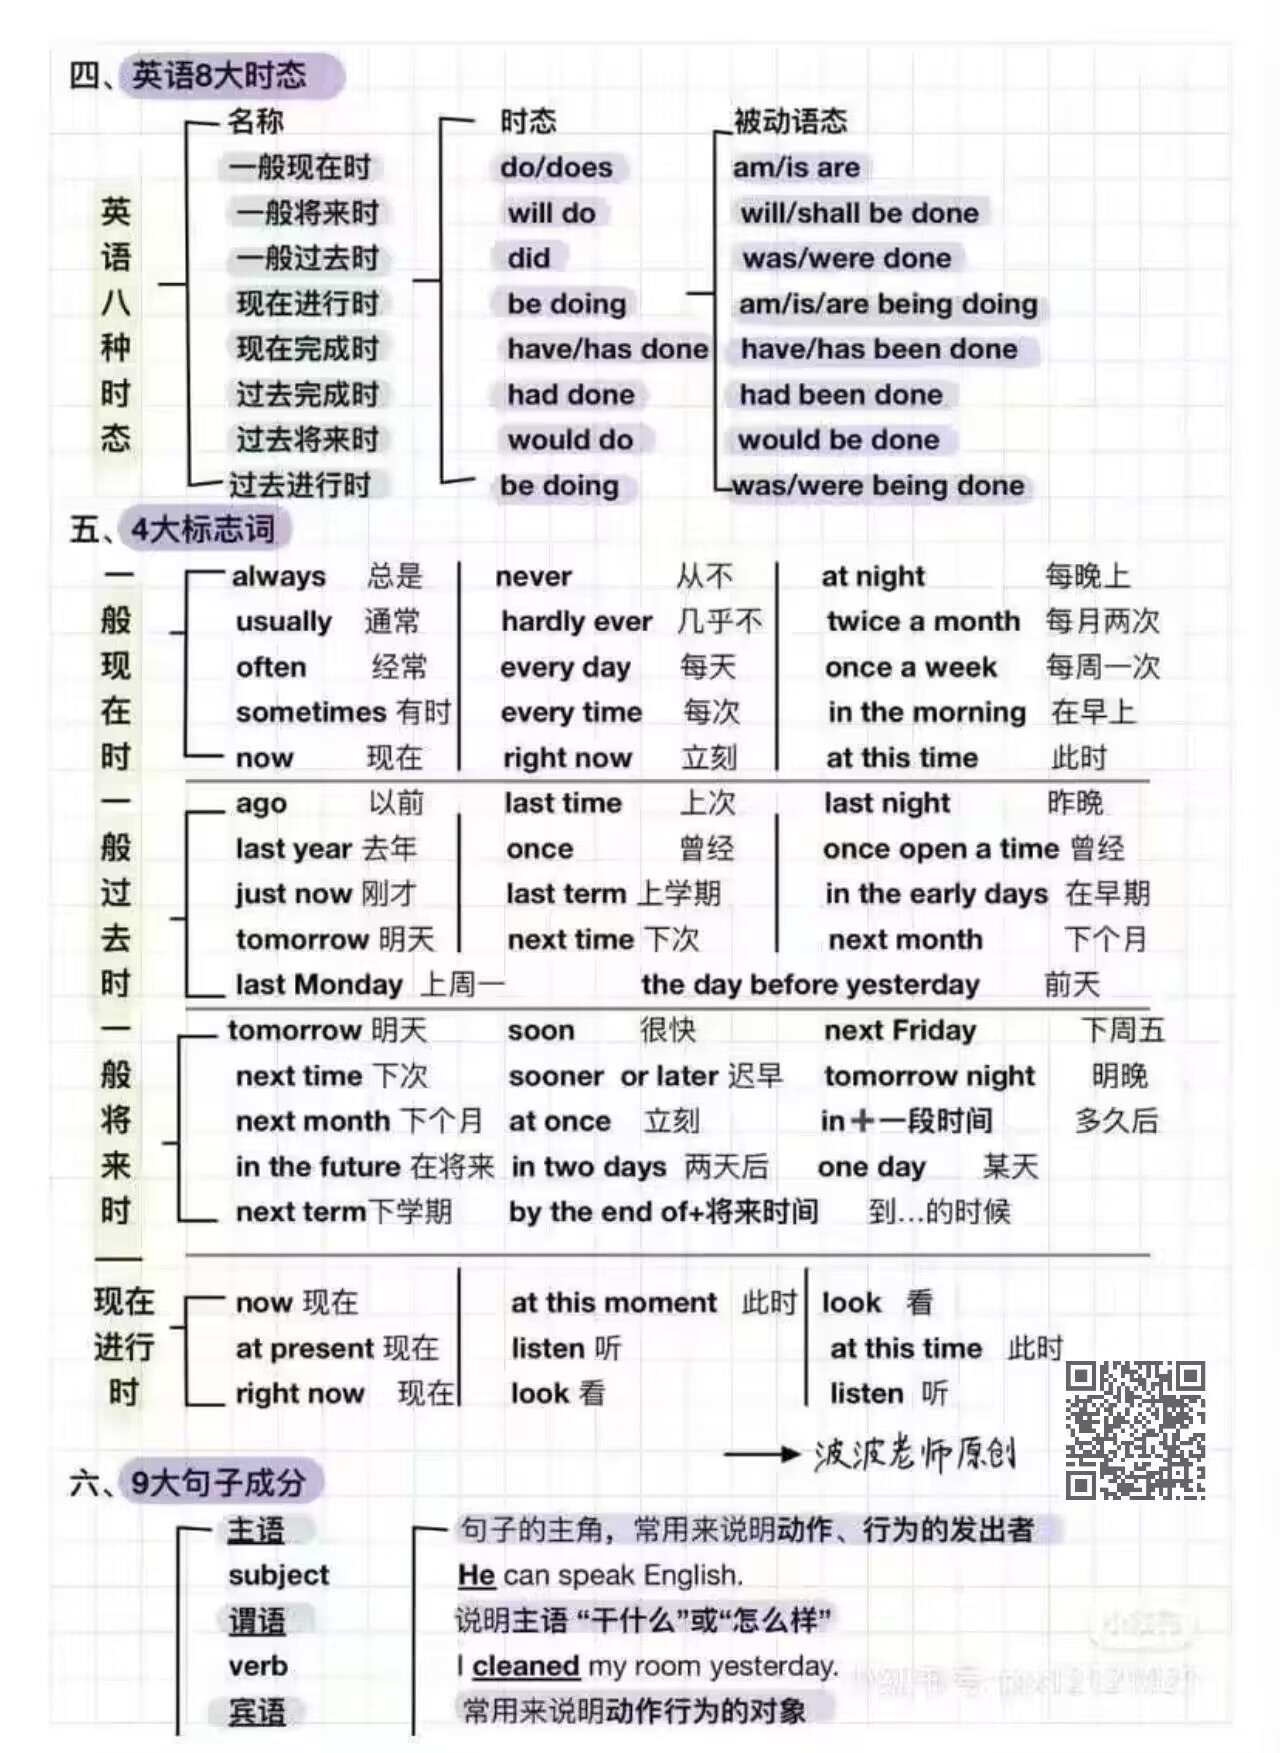 四、英语8大时态
名称 时态 被动语态
英语八种时态
一般现在时 do/does am/is are
一般将来时 will do will/shall be done
一般过去时 did was/were done
现在进行时 be doing am/is/are being doing
现在完成时 have/has done have/has been done
过去完成时 had done had been done
过去将来时 would do would be done
过去进行时 be doing was/were being done
五、4大标志词
一般现在时
always 总是 never 从不 at night 每晚上
usually 通常 hardly ever 几乎不 twice a month 每月两次
often 经常 every day 每天 once a week 每周一次
sometimes 有时 every time 每次 in the morning 在早上
now 现在 right now 立刻 at this time 此时
一般过去时
ago 以前 last time 上次 last night 昨晚
last year 去年 once 曾经 once open a time 曾经
just now 刚才 last term 上学期 in the early days 在早期
tomorrow 明天 next time 下次 next month 下个月
last Monday 上周一 the day before yesterday 前天
一般将来时
tomorrow 明天 soon 很快 next Friday 下周五
next time 下次 sooner or later 迟早 tomorrow night 明晚
next month 下个月 at once 立刻 in+一段时间 多久后
in the future 在将来 in two days 两天后 one day 某天
next term下学期 by the end of+将来时间 到…的时候
现在进行时
now 现在 at this moment 此时 look 看
at present 现在 listen 听 at this time 此时
right now 现在 look 看 listen 听
波波老师原创
六、9大句子成分
主语 句子的主角，常用来说明动作、行为的发出者
subject He can speak English.
谓语 说明主语 “干什么”或“怎么样”
verb I cleaned my room yesterday.
宾语 常用来说明动作行为的对象
小红书